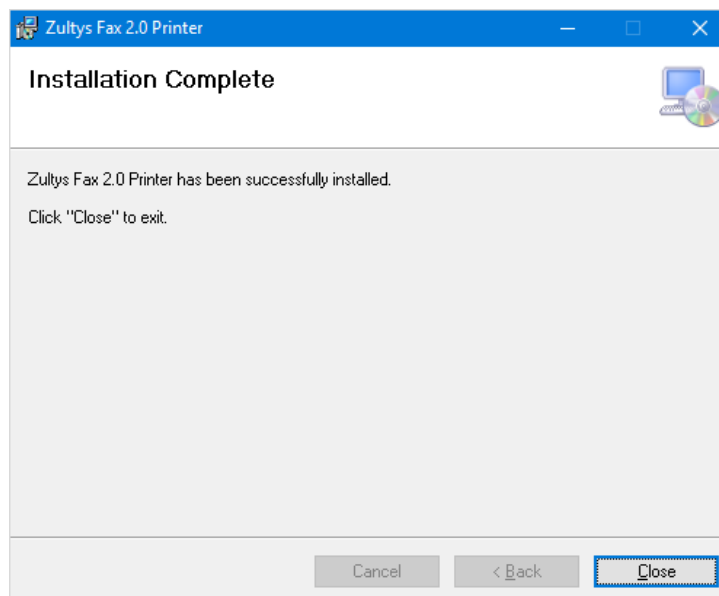 Zultys Fax 2.0 Printer
Installation Complete
Zultys Fax 2.0 Printer has been successfully installed.
Click "Close" to exit.
Cancel
< Back
Close